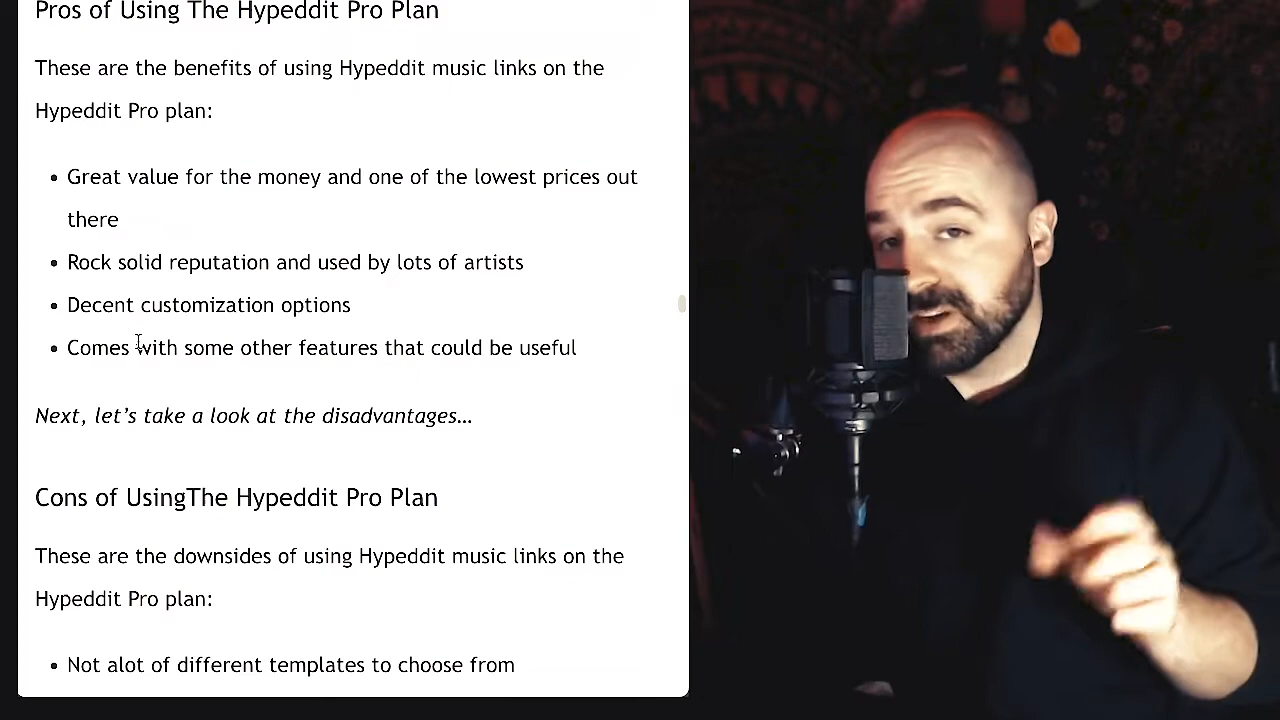 Pros of Using The Hypeddit Pro Plan
These are the benefits of using Hypeddit music links on the
Hypeddit Pro plan:
• Great value for the money and one of the lowest prices out
there
• Rock solid reputation and used by lots of artists
• Decent customization options
• Comes with some other features that could be useful
Next, let’s take a look at the disadvantages…
Cons of UsingThe Hypeddit Pro Plan
These are the downsides of using Hypeddit music links on the
Hypeddit Pro plan:
• Not alot of different templates to choose from